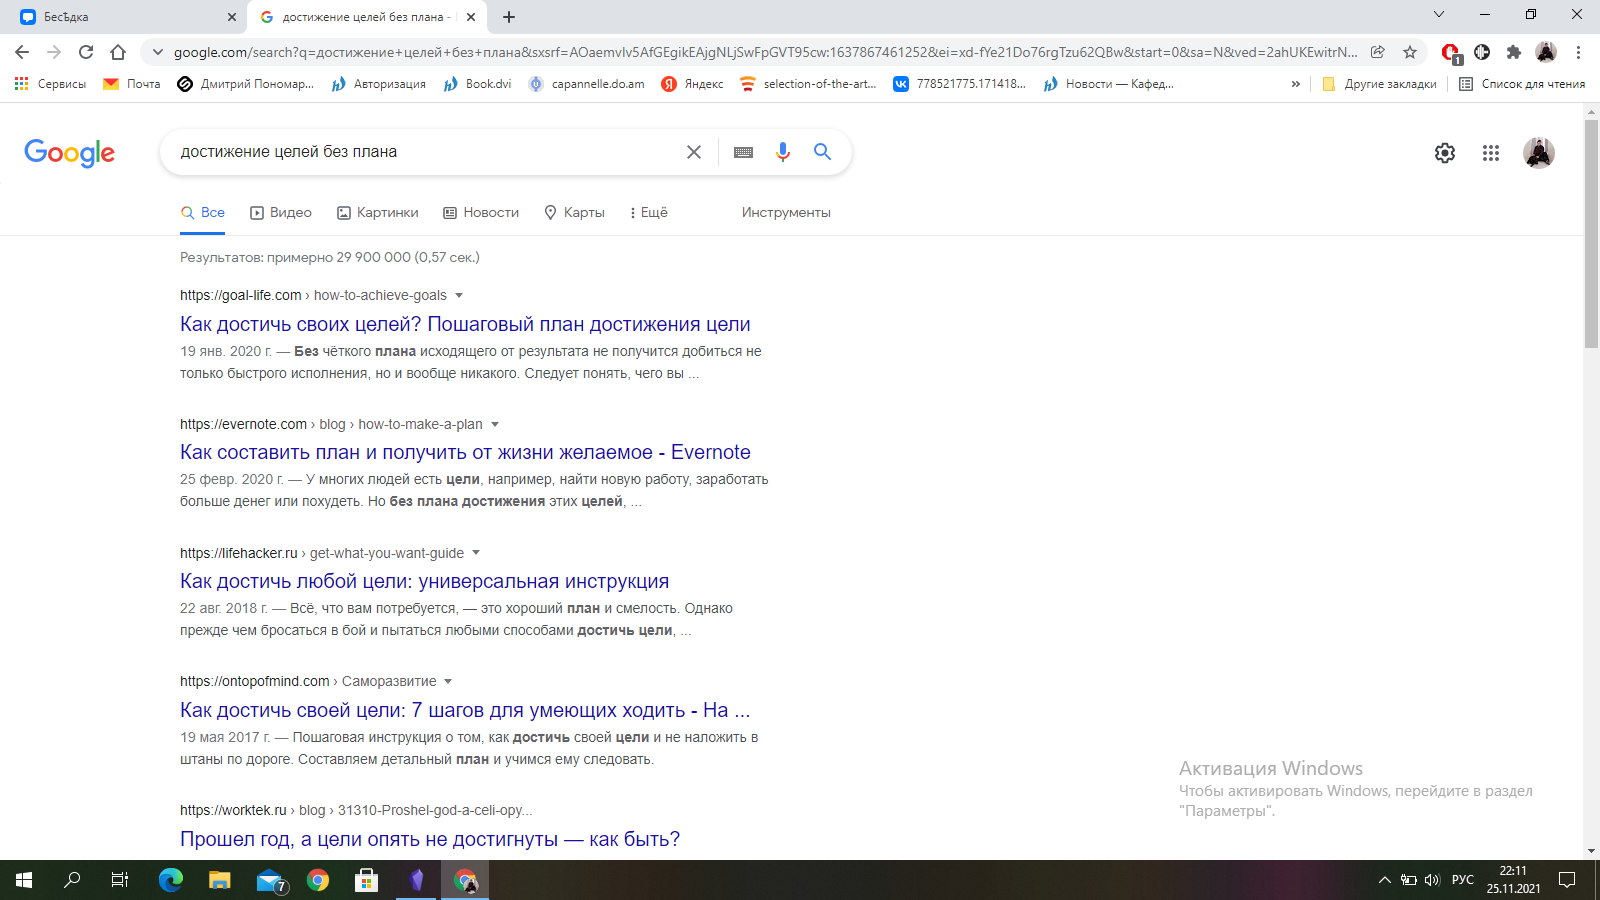 БесѢдка
достижение целей без плана -
google.com/search?q=достижение+целей+без+плана&sxsrf=AOaemvIv5AfGEgikEAjgNLjSwFpGVT95cw:1637867461252&ei=xd-fYe21Do76rgTzu62QBw&start=0&sa=N&ved=2ahUKEwitrN...
1
Сервисы
Почта
Дмитрий Пономар...
Авторизация
Book.dvi
capannelle.do.am
Яндекс
selection-of-the-art...
778521775.171418...
Новости — Кафед...
»
Другие закладки
Список для чтения
Google
достижение целей без плана
Все
Видео
Картинки
Новости
Карты
Ещё
Инструменты
Результатов: примерно 29 900 000 (0,57 сек.)
https://goal-life.com › how-to-achieve-goals
Как достичь своих целей? Пошаговый план достижения цели
19 янв. 2020 г. — Без чёткого плана исходящего от результата не получится добиться не
только быстрого исполнения, но и вообще никакого. Следует понять, чего вы ...
https://evernote.com › blog › how-to-make-a-plan
Как составить план и получить от жизни желаемое - Evernote
25 февр. 2020 г. — У многих людей есть цели, например, найти новую работу, заработать
больше денег или похудеть. Но без плана достижения этих целей, ...
https://lifehacker.ru › get-what-you-want-guide
Как достичь любой цели: универсальная инструкция
22 авг. 2018 г. — Всё, что вам потребуется, — это хороший план и смелость. Однако
прежде чем бросаться в бой и пытаться любыми способами достичь цели, ...
https://ontopofmind.com › Саморазвитие
Как достичь своей цели: 7 шагов для умеющих ходить - На ...
19 мая 2017 г. — Пошаговая инструкция о том, как достичь своей цели и не наложить в
штаны по дороге. Составляем детальный план и учимся ему следовать.
https://worktek.ru › blog › 31310-Proshel-god-a-celi-opy...
Прошел год, а цели опять не достигнуты — как быть?
Активация Windows
Чтобы активировать Windows, перейдите в раздел
"Параметры".
7
РУС
22:11
25.11.2021